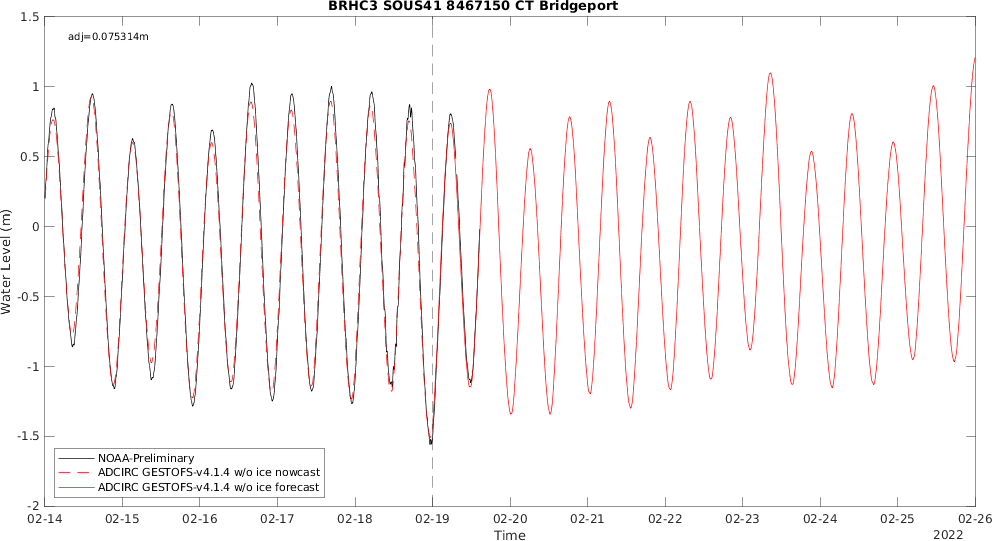 BRHC3 SOUS41 8467150 CT Bridgeport
adj=0.075314m
1.5
1
0.5
0
-0.5
-1
-1.5
-2
Water Level (m)
NOAA-Preliminary
ADCIRC GESTOFS-v4.1.4 w/o ice nowcast
ADCIRC GESTOFS-v4.1.4 w/o ice forecast
02-14 02-15 02-16 02-17 02-18 02-19 02-20 02-21 02-22 02-23 02-24 02-25 02-26
Time
2022